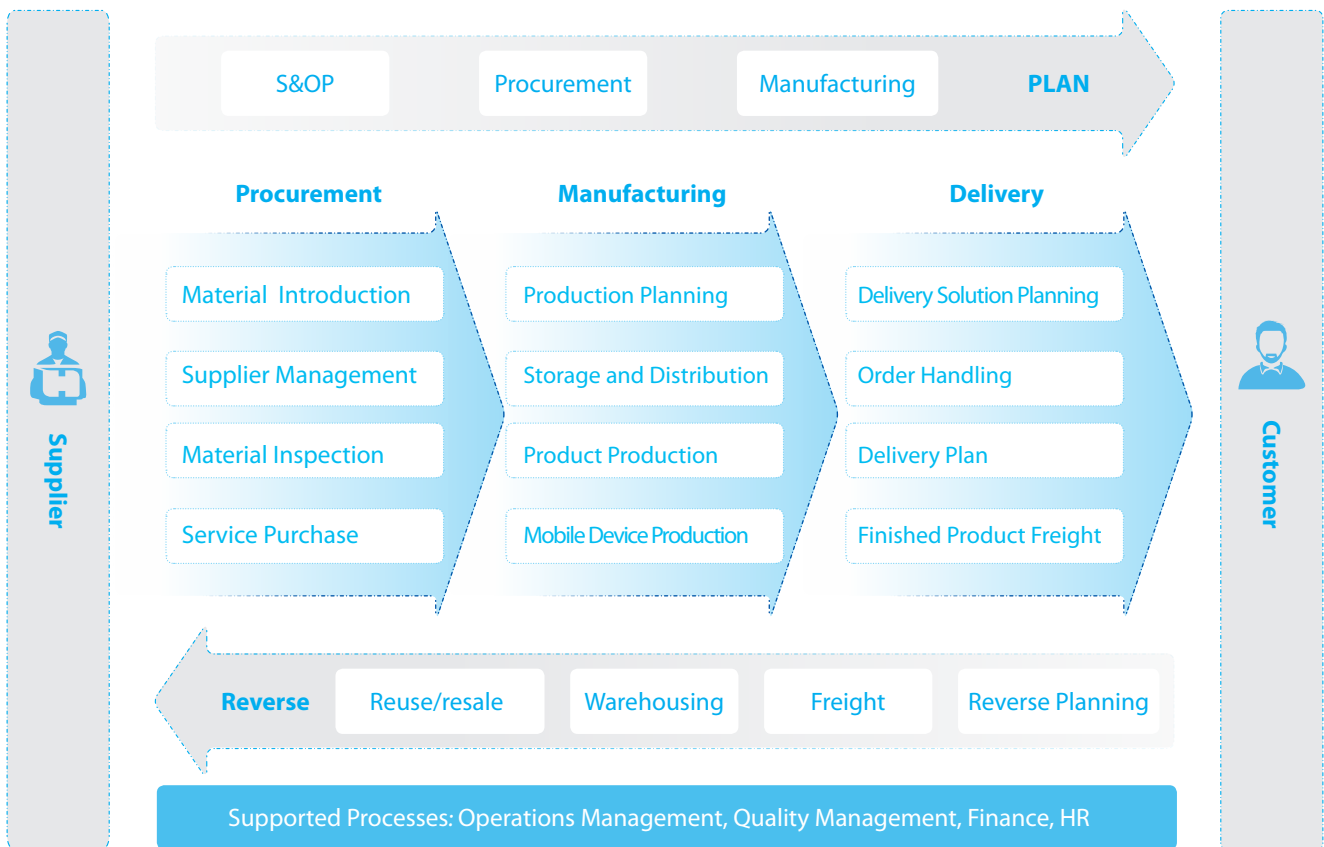 S&OP
Procurement
Manufacturing
PLAN
Procurement
Manufacturing
Delivery
Material Introduction
Production Planning
Delivery Solution Planning
Supplier Management
Storage and Distribution
Order Handling
Material Inspection
Product Production
Delivery Plan
Service Purchase
Mobile Device Production
Finished Product Freight
Supplier
Customer
Reverse
Reuse/resale
Warehousing
Freight
Reverse Planning
Supported Processes: Operations Management, Quality Management, Finance, HR